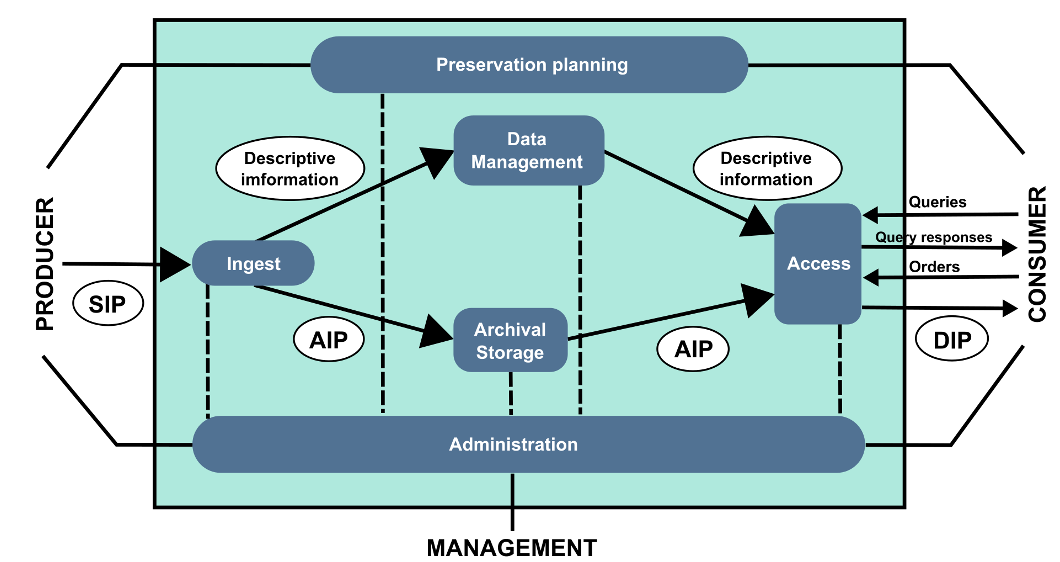 Preservation planning
Data
Management
Descriptive
imformation
Descriptive
information
Queries
Query responses
Orders
Ingest
Access
PRODUCER
CONSUMER
SIP
AIP
Archival
Storage
AIP
DIP
Administration
MANAGEMENT